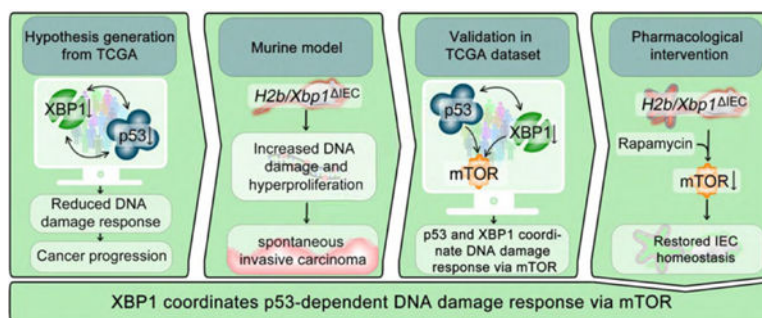 Hypothesis generation
from TCGA
XBP1↓
p53↓
Reduced DNA
damage response
Cancer progression
Murine model
H2b/Xbp1ΔIEC
Increased DNA
damage and
hyperproliferation
spontaneous
invasive carcinoma
Validation in
TCGA dataset
p53
XBP1↓
mTOR
p53 and XBP1 coordi-
nate DNA damage
response via mTOR
Pharmacological
intervention
H2b/Xbp1ΔIEC
Rapamycin
mTOR↓
Restored IEC
homeostasis
XBP1 coordinates p53-dependent DNA damage response via mTOR